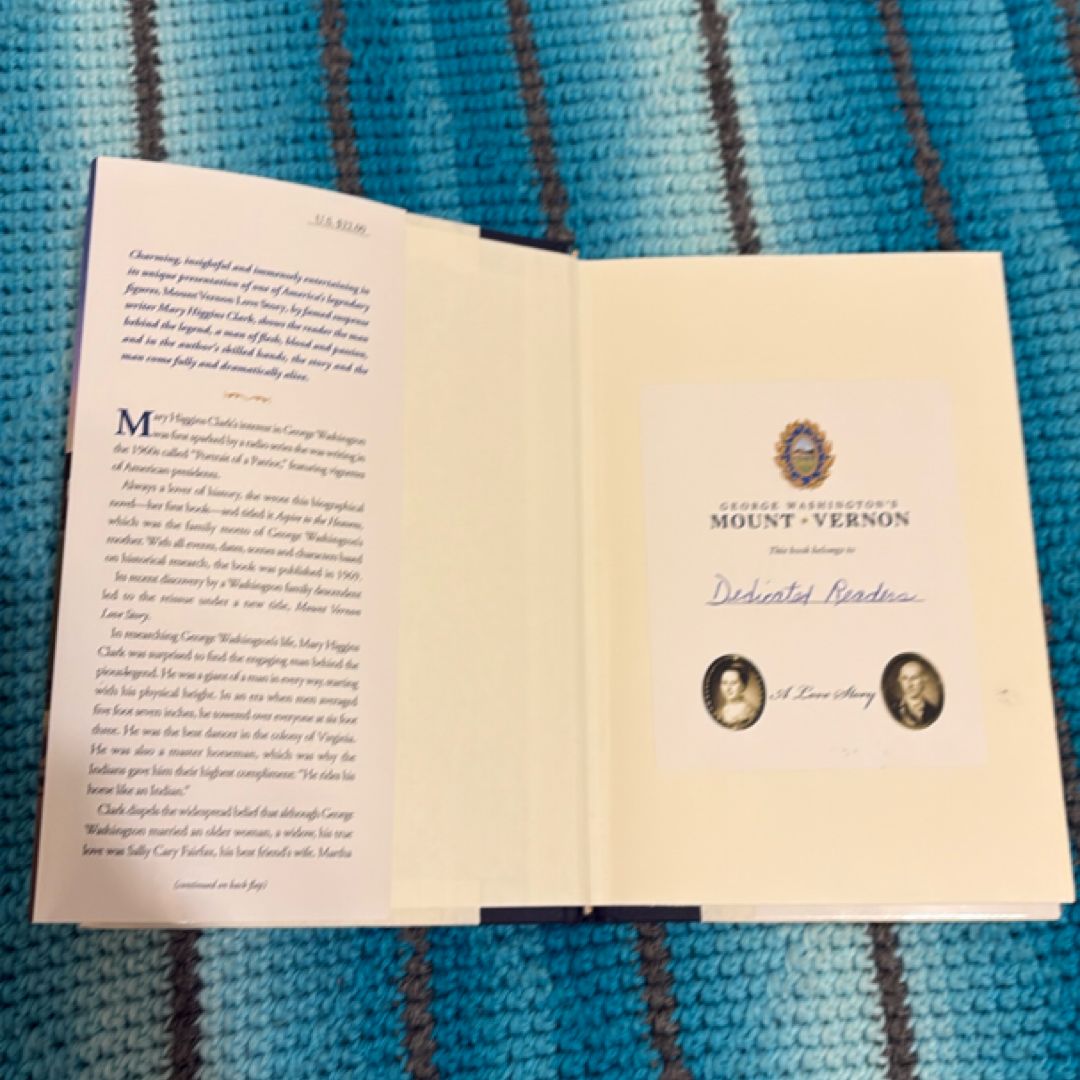 U.S. $22.00
Charming, insightful and immensely entertaining in
its unique presentation of one of America's legendary
figures, Mount Vernon Love Story, by famed suspense
writer Mary Higgins Clark, shows the reader the man
behind the legend, a man of flesh, blood and passion,
and in the author's skilled hands, the story and the
man come fully and dramatically alive.
Mary Higgins Clark's interest in George Washington
was first sparked by a radio series she was writing in
the 1960s called "Portrait of a Patriot," featuring vignettes
of American presidents.
Always a lover of history, she wrote this biographical
novel—her first book—and titled it Aspire to the Heavens,
which was the family motto of George Washington's
mother. With all events, dates, scenes and characters based
on historical research, the book was published in 1969.
Its recent discovery by a Washington family descendent
led to the reissue under a new title, Mount Vernon
Love Story.
In researching George Washington's life, Mary Higgins
Clark was surprised to find the engaging man behind the
pious legend. He was a giant of a man in every way, starting
with his physical height. In an era when men averaged
five foot seven inches, he towered over everyone at six foot
three. He was the best dancer in the colony of Virginia.
He was also a master horseman, which was why the
Indians gave him their highest compliment: "He rides his
horse like an Indian."
Clark dispels the widespread belief that although George
Washington married an older woman, a widow, his true
love was Sally Cary Fairfax, his best friend's wife. Martha
(continued on back flap)
GEORGE WASHINGTON'S
MOUNT VERNON
This book belongs to
Dedicated Readers
A Love Story